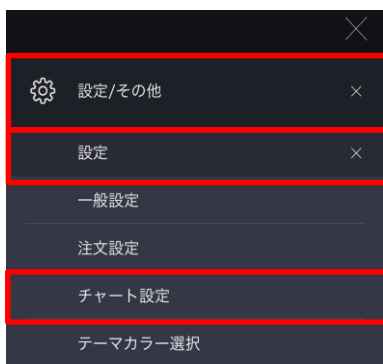 設定/その他
設定
一般設定
注文設定
チャート設定
テーマカラー選択